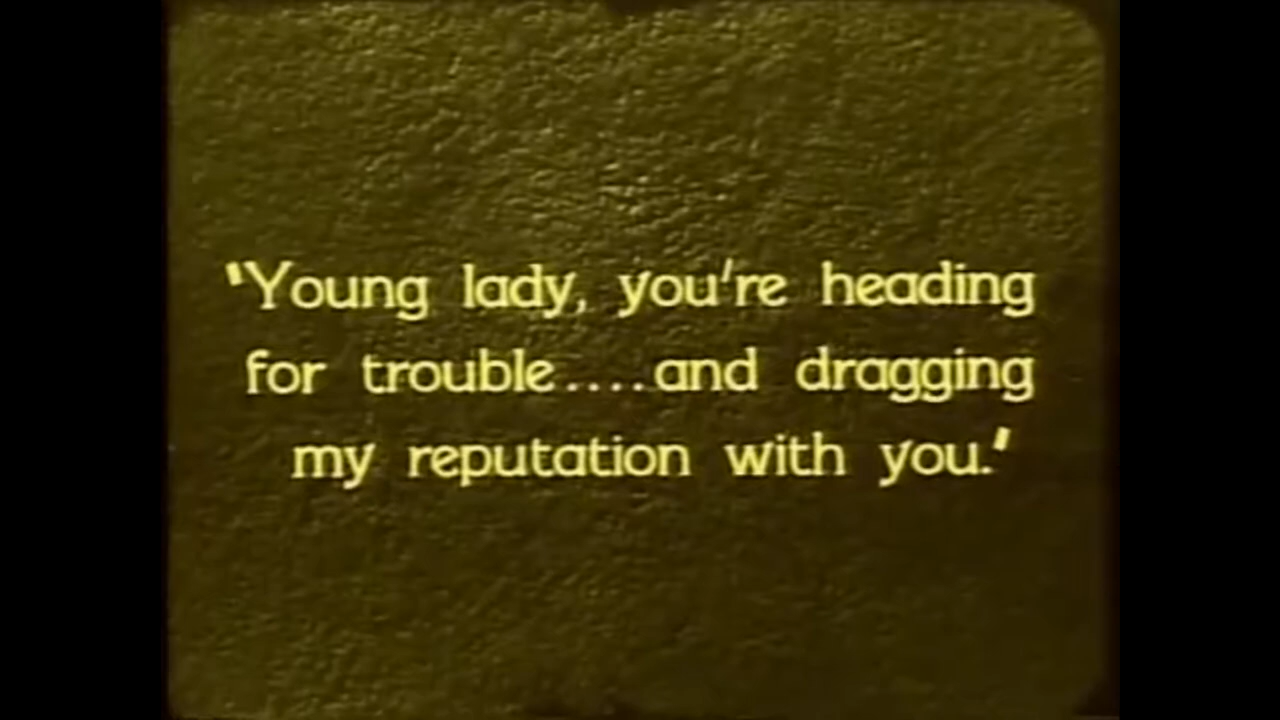 'Young lady, you're heading
for trouble....and dragging
my reputation with you.'